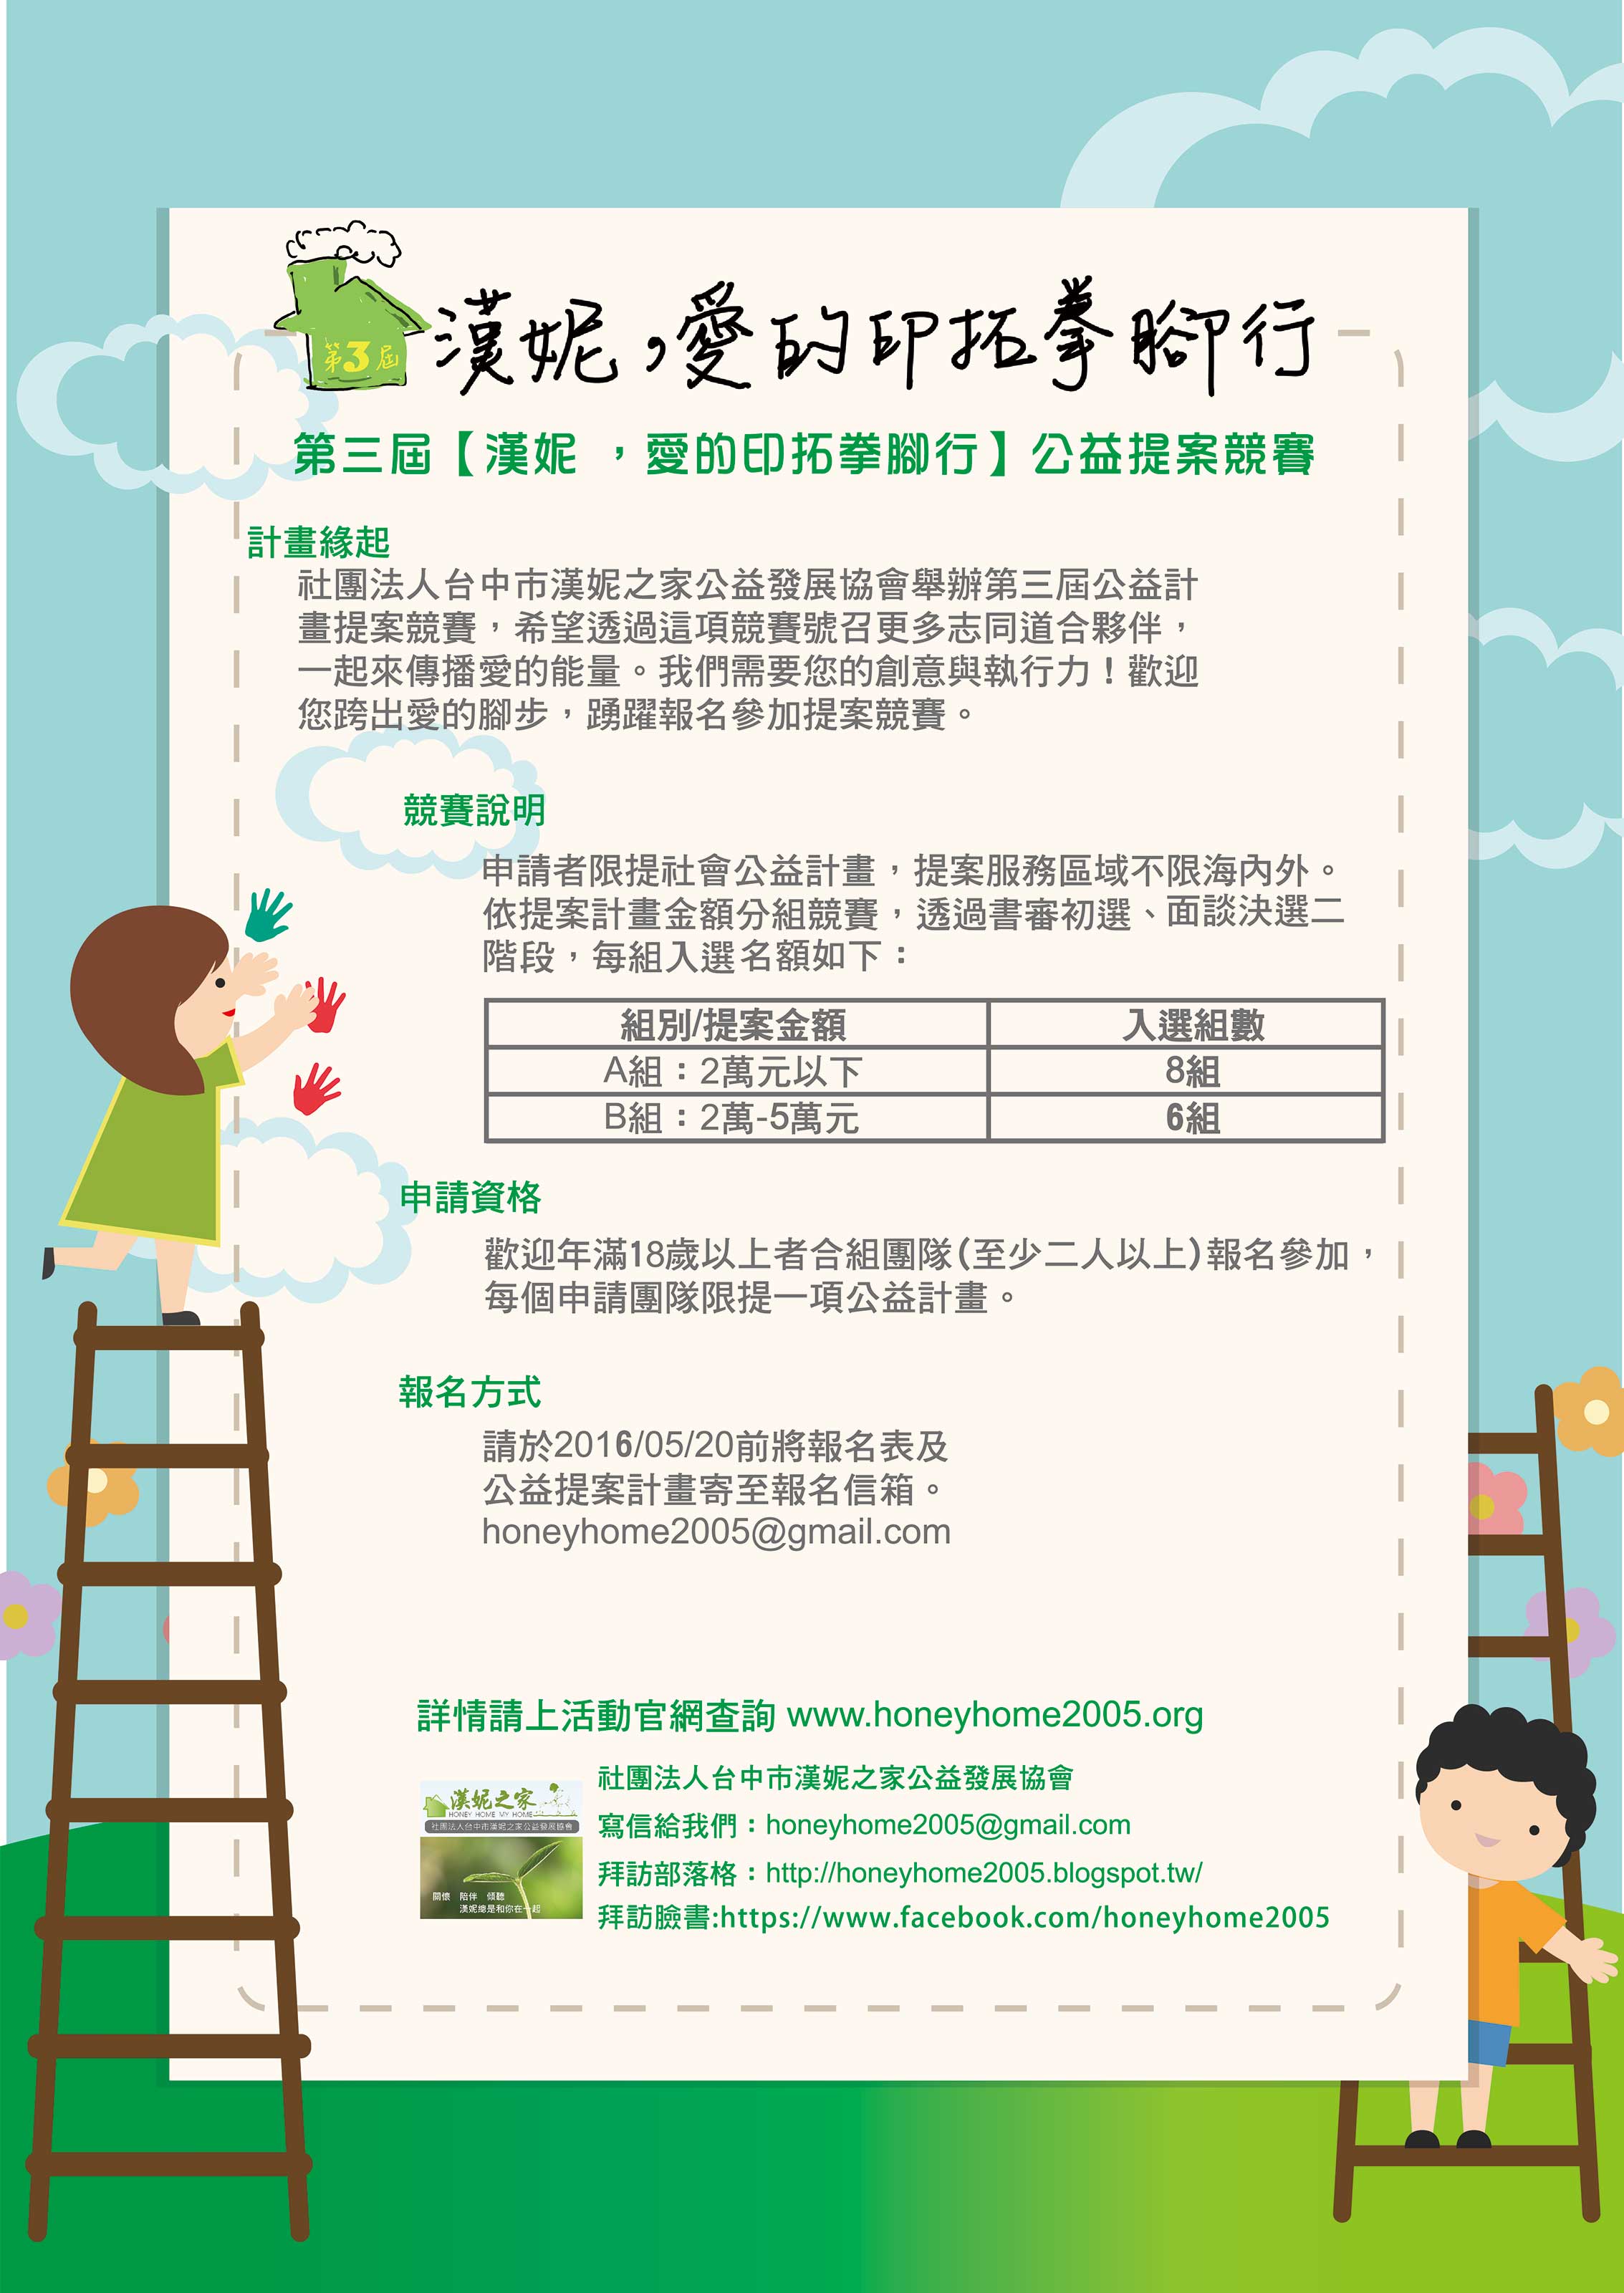 第3屆
漢妮，愛的印拓拳腳行
第三屆【漢妮 ，愛的印拓拳腳行】公益提案競賽
計畫緣起
社團法人台中市漢妮之家公益發展協會舉辦第三屆公益計
畫提案競賽，希望透過這項競賽號召更多志同道合夥伴，
一起來傳播愛的能量。我們需要您的創意與執行力！歡迎
您跨出愛的腳步，踴躍報名參加提案競賽。
競賽說明
申請者限提社會公益計畫，提案服務區域不限海內外。
依提案計畫金額分組競賽，透過書審初選、面談決選二
階段，每組入選名額如下：
組別/提案金額 入選組數
A組：2萬元以下 8組
B組：2萬-5萬元 6組
申請資格
歡迎年滿18歲以上者合組團隊(至少二人以上)報名參加，
每個申請團隊限提一項公益計畫。
報名方式
請於2016/05/20前將報名表及
公益提案計畫寄至報名信箱。
honeyhome2005@gmail.com
詳情請上活動官網查詢 www.honeyhome2005.org
漢妮之家
HONEY HOME MY HOME
社團法人台中市漢妮之家公益發展協會
關懷 陪伴 傾聽
漢妮總是和你在一起
社團法人台中市漢妮之家公益發展協會
寫信給我們：honeyhome2005@gmail.com
拜訪部落格：http://honeyhome2005.blogspot.tw/
拜訪臉書:https://www.facebook.com/honeyhome2005